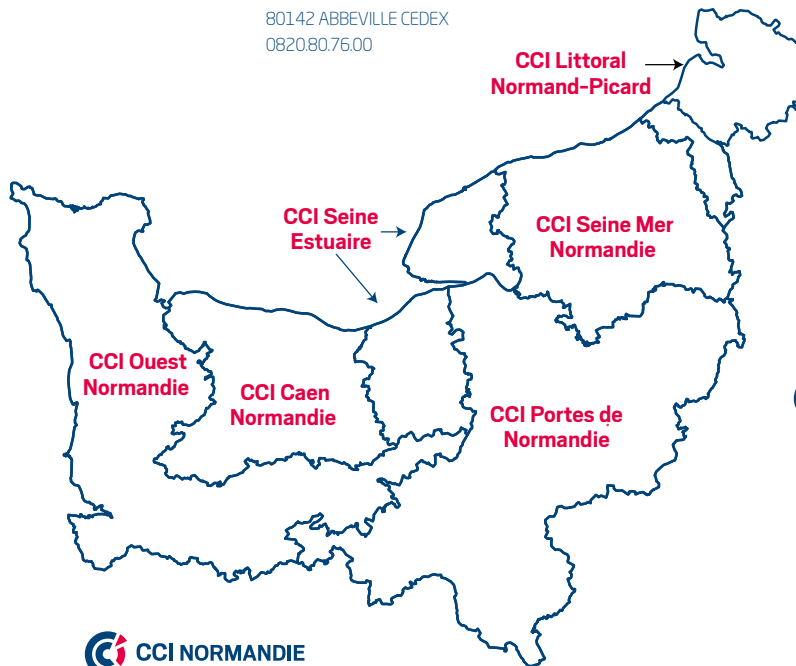 80142 ABBEVILLE CEDEX
0820.80.76.00
CCI Littoral
Normand-Picard
CCI Seine
Estuaire
CCI Seine Mer
Normandie
CCI Ouest
Normandie
CCI Caen
Normandie
CCI Portes de
Normandie
CCI NORMANDIE